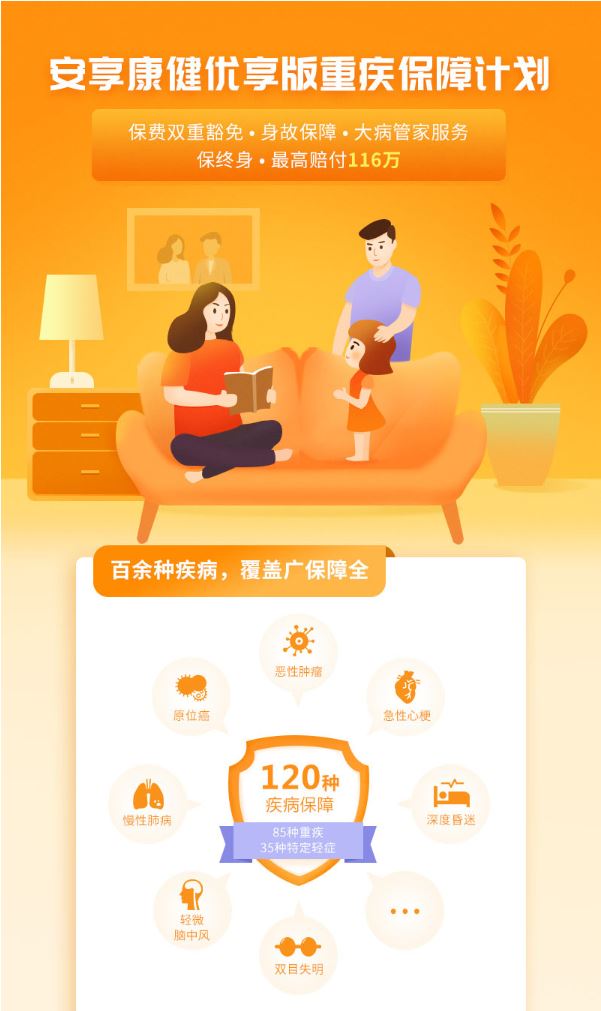 安享康健优享版重疾保障计划
保费双重豁免 • 身故保障 • 大病管家服务
保终身 • 最高赔付116万
百余种疾病，覆盖广保障全
恶性肿瘤
原位癌
急性心梗
120种
疾病保障
85种重疾
35种特定轻症
慢性肺病
深度昏迷
轻微
脑中风
双目失明